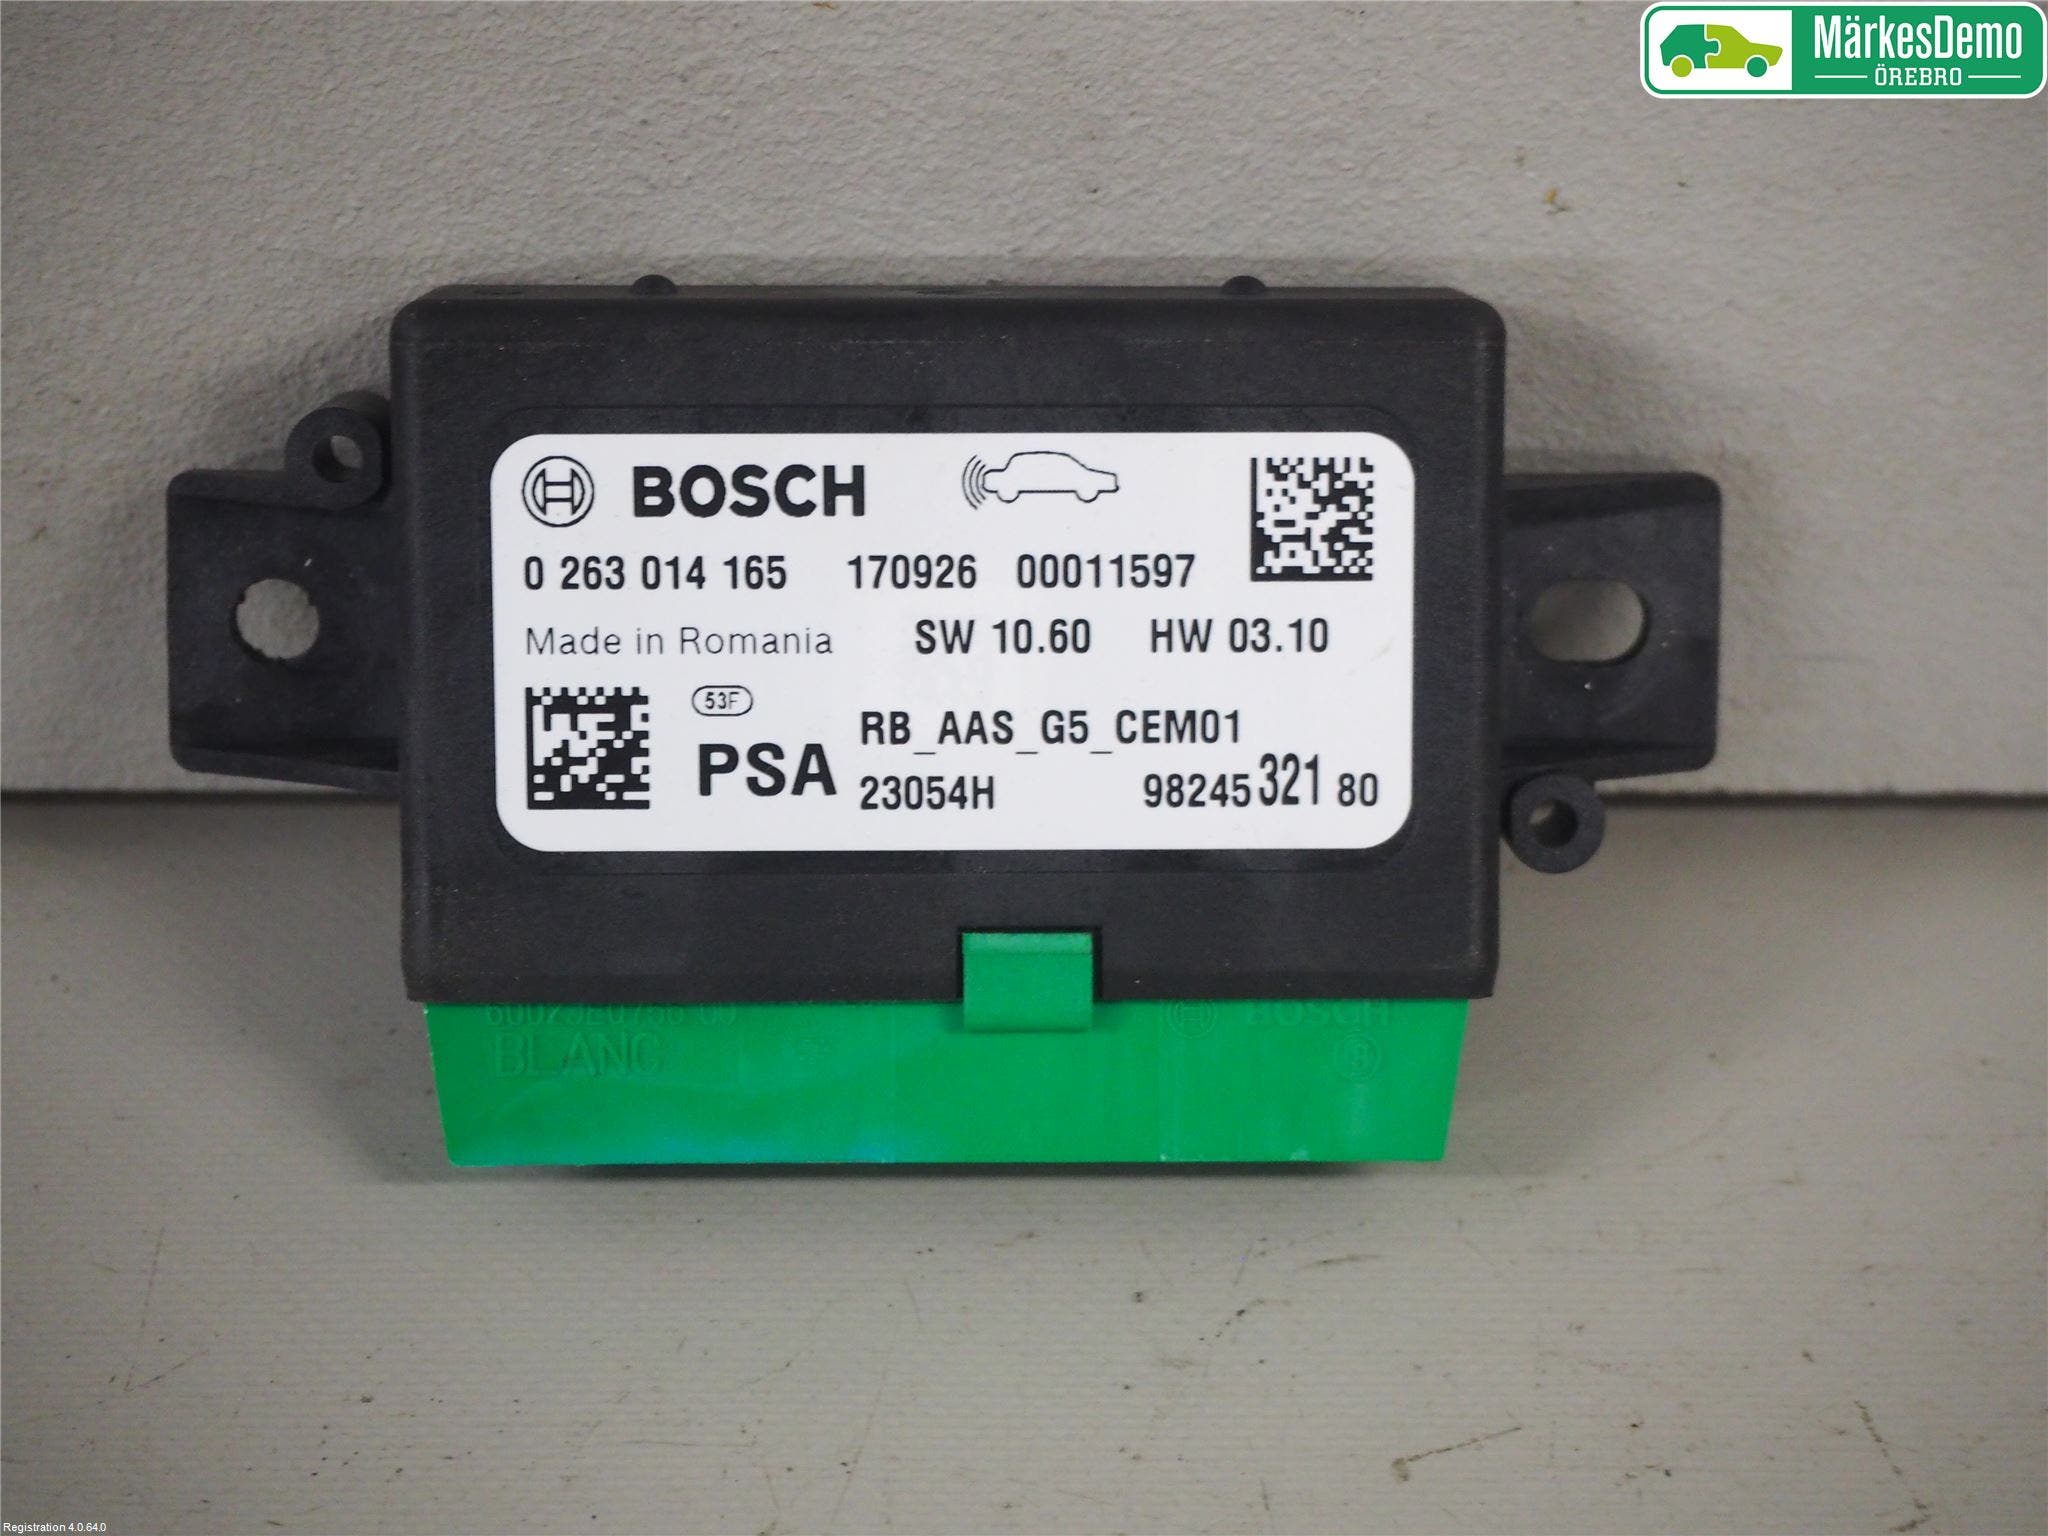 MärkesDemo
ÖREBRO
BOSCH
0 263 014 165 170926 00011597
Made in Romania SW 10.60 HW 03.10
53F
PSA RB_AAS_G5_CEM01
23054H 98245 321 80
BOSCH
BLANC
Registration 4.0.64.0